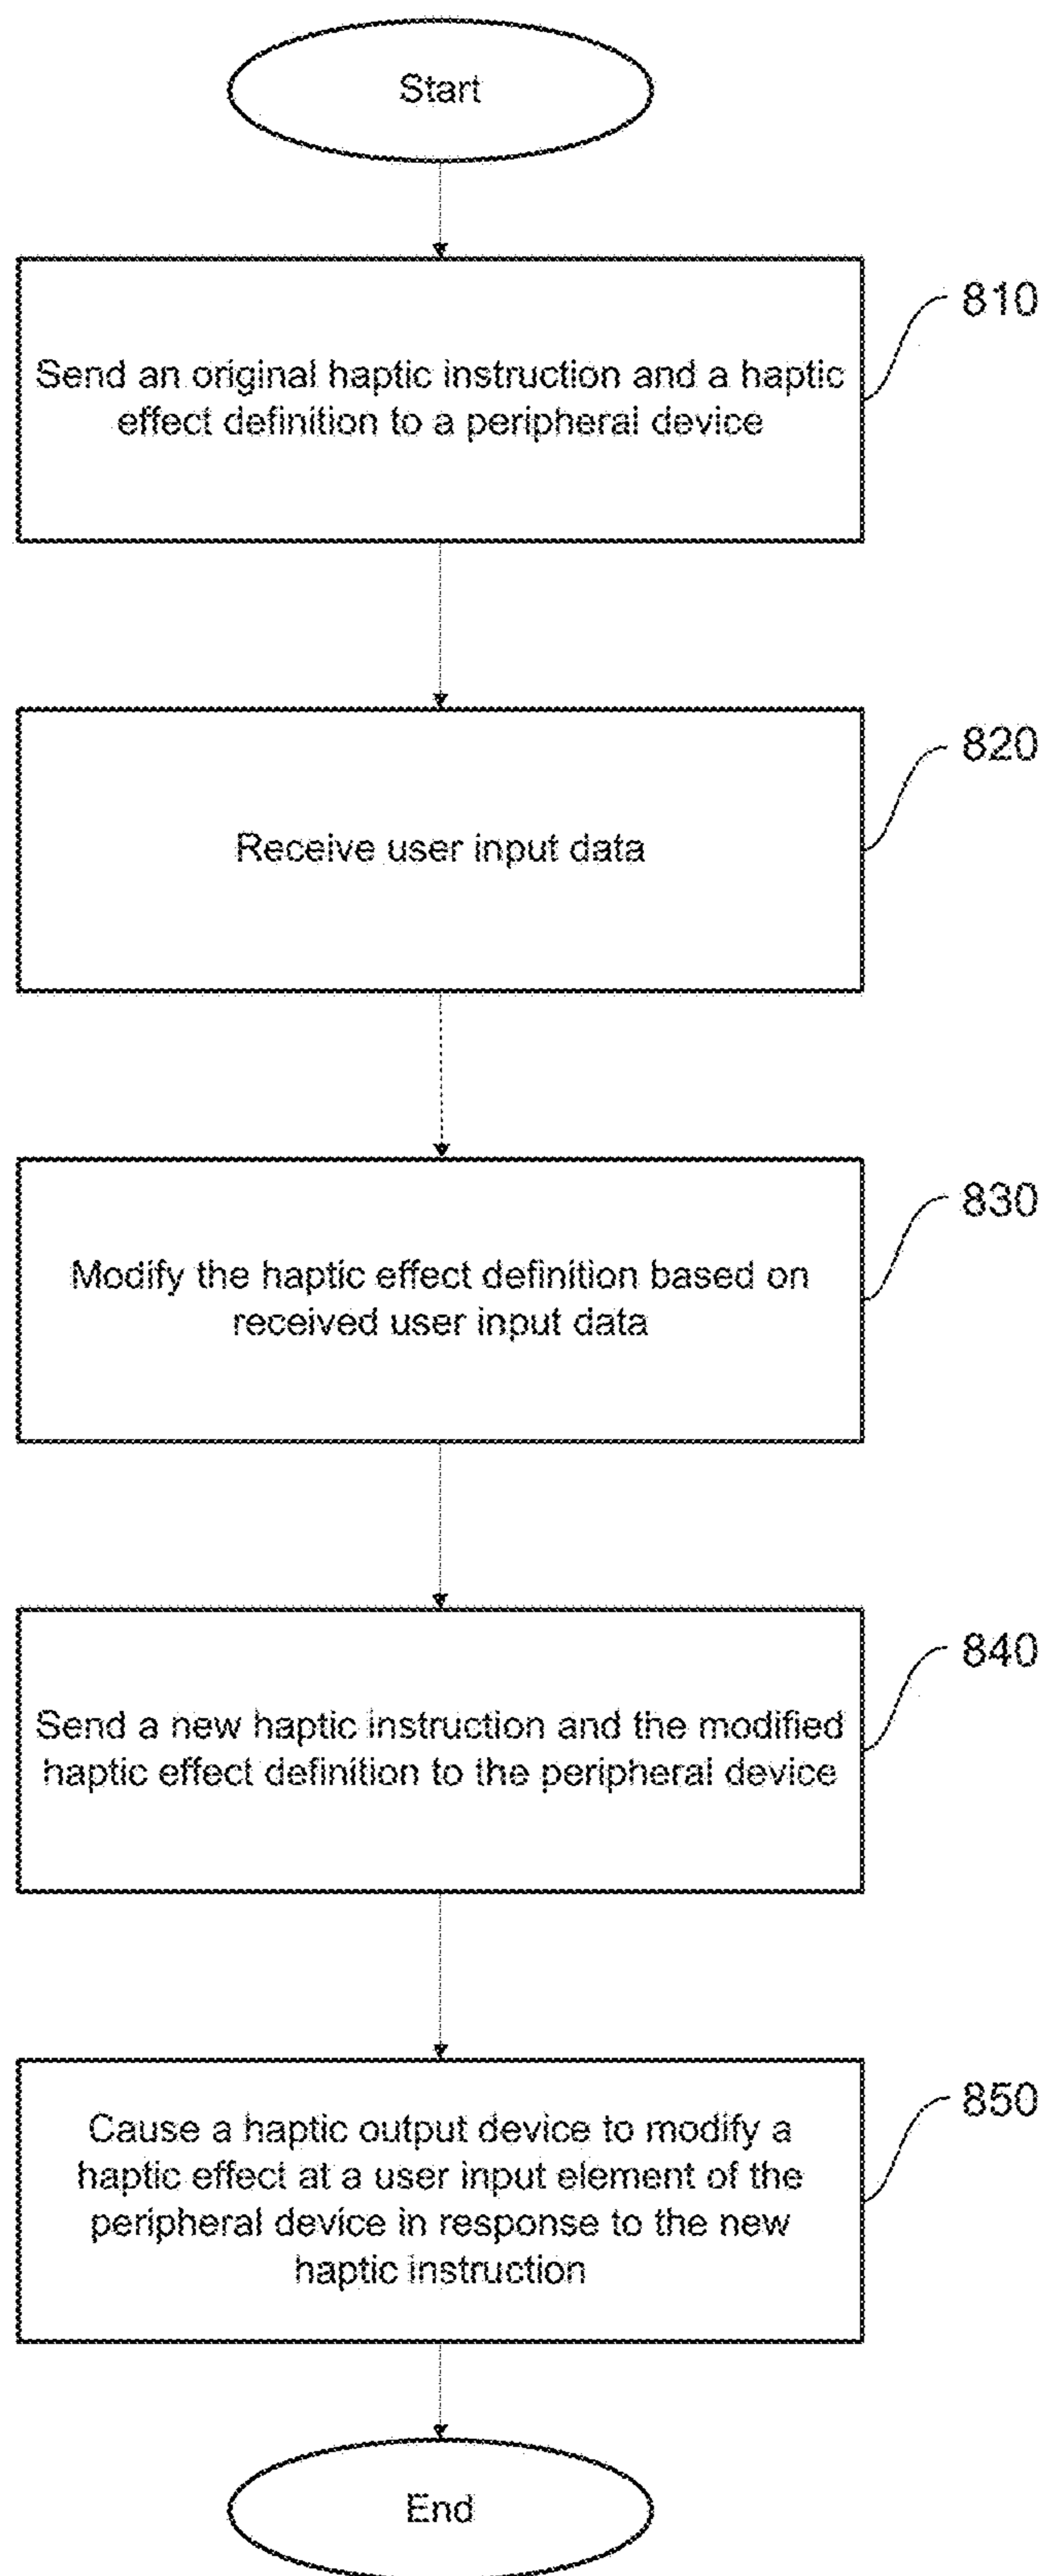 Start
810
Send an original haptic instruction and a haptic
effect definition to a peripheral device
820
Receive user input data
830
Modify the haptic effect definition based on
received user input data
840
Send a new haptic instruction and the modified
haptic effect definition to the peripheral device
850
Cause a haptic output device to modify a
haptic effect at a user input element of the
peripheral device in response to the new
haptic instruction
End